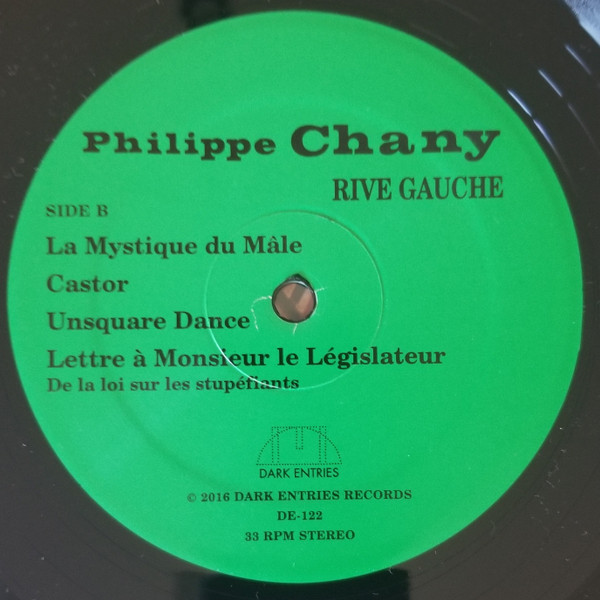 Philippe Chany
RIVE GAUCHE
SIDE B
La Mystique du Mâle
Castor
Unsquare Dance
Lettre à Monsieur le Législateur
De la loi sur les stupéfiants
DARK ENTRIES
© 2016 DARK ENTRIES RECORDS
DE-122
33 RPM STEREO